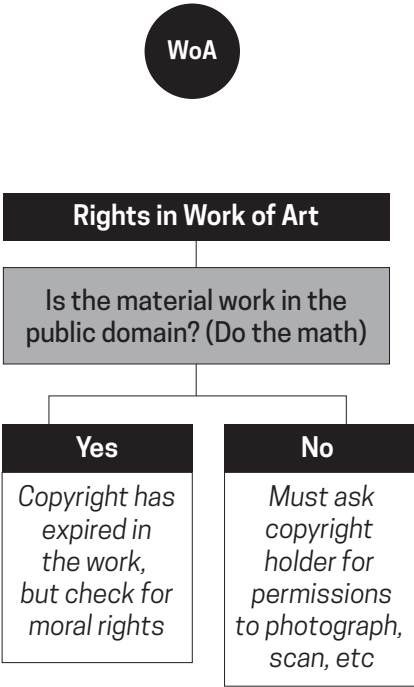 WoA
Rights in Work of Art
Is the material work in the
public domain? (Do the math)
Yes
Copyright has
expired in
the work,
but check for
moral rights
No
Must ask
copyright
holder for
permissions
to photograph,
scan, etc